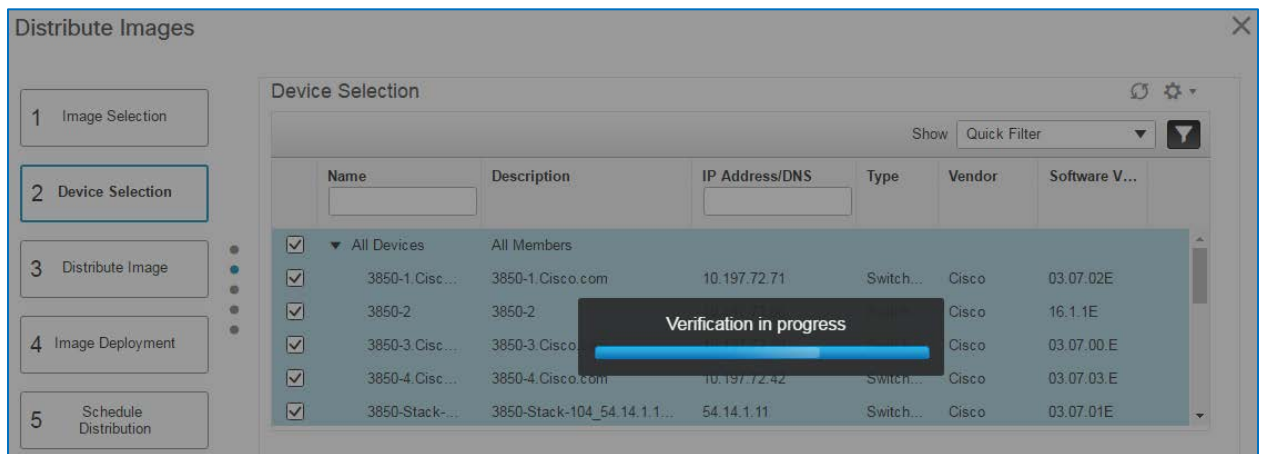 Distribute Images
1 Image Selection
2 Device Selection
3 Distribute Image
4 Image Deployment
5 Schedule
Distribution
Device Selection
Show Quick Filter
Name Description IP Address/DNS Type Vendor Software V...
All Devices All Members
3850-1.Cisc... 3850-1.Cisco.com 10.197.72.71 Switch... Cisco 03.07.02E
3850-2 3850-2 Cisco 16.1.1E
Verification in progress
3850-3.Cisc... 3850-3.Cisco. Cisco 03.07.00.E
3850-4.Cisc... 3850-4.Cisco.com 10.197.72.42 Switch... Cisco 03.07.03.E
3850-Stack-... 3850-Stack-104_54.14.1.1... 54.14.1.11 Switch... Cisco 03.07.01E